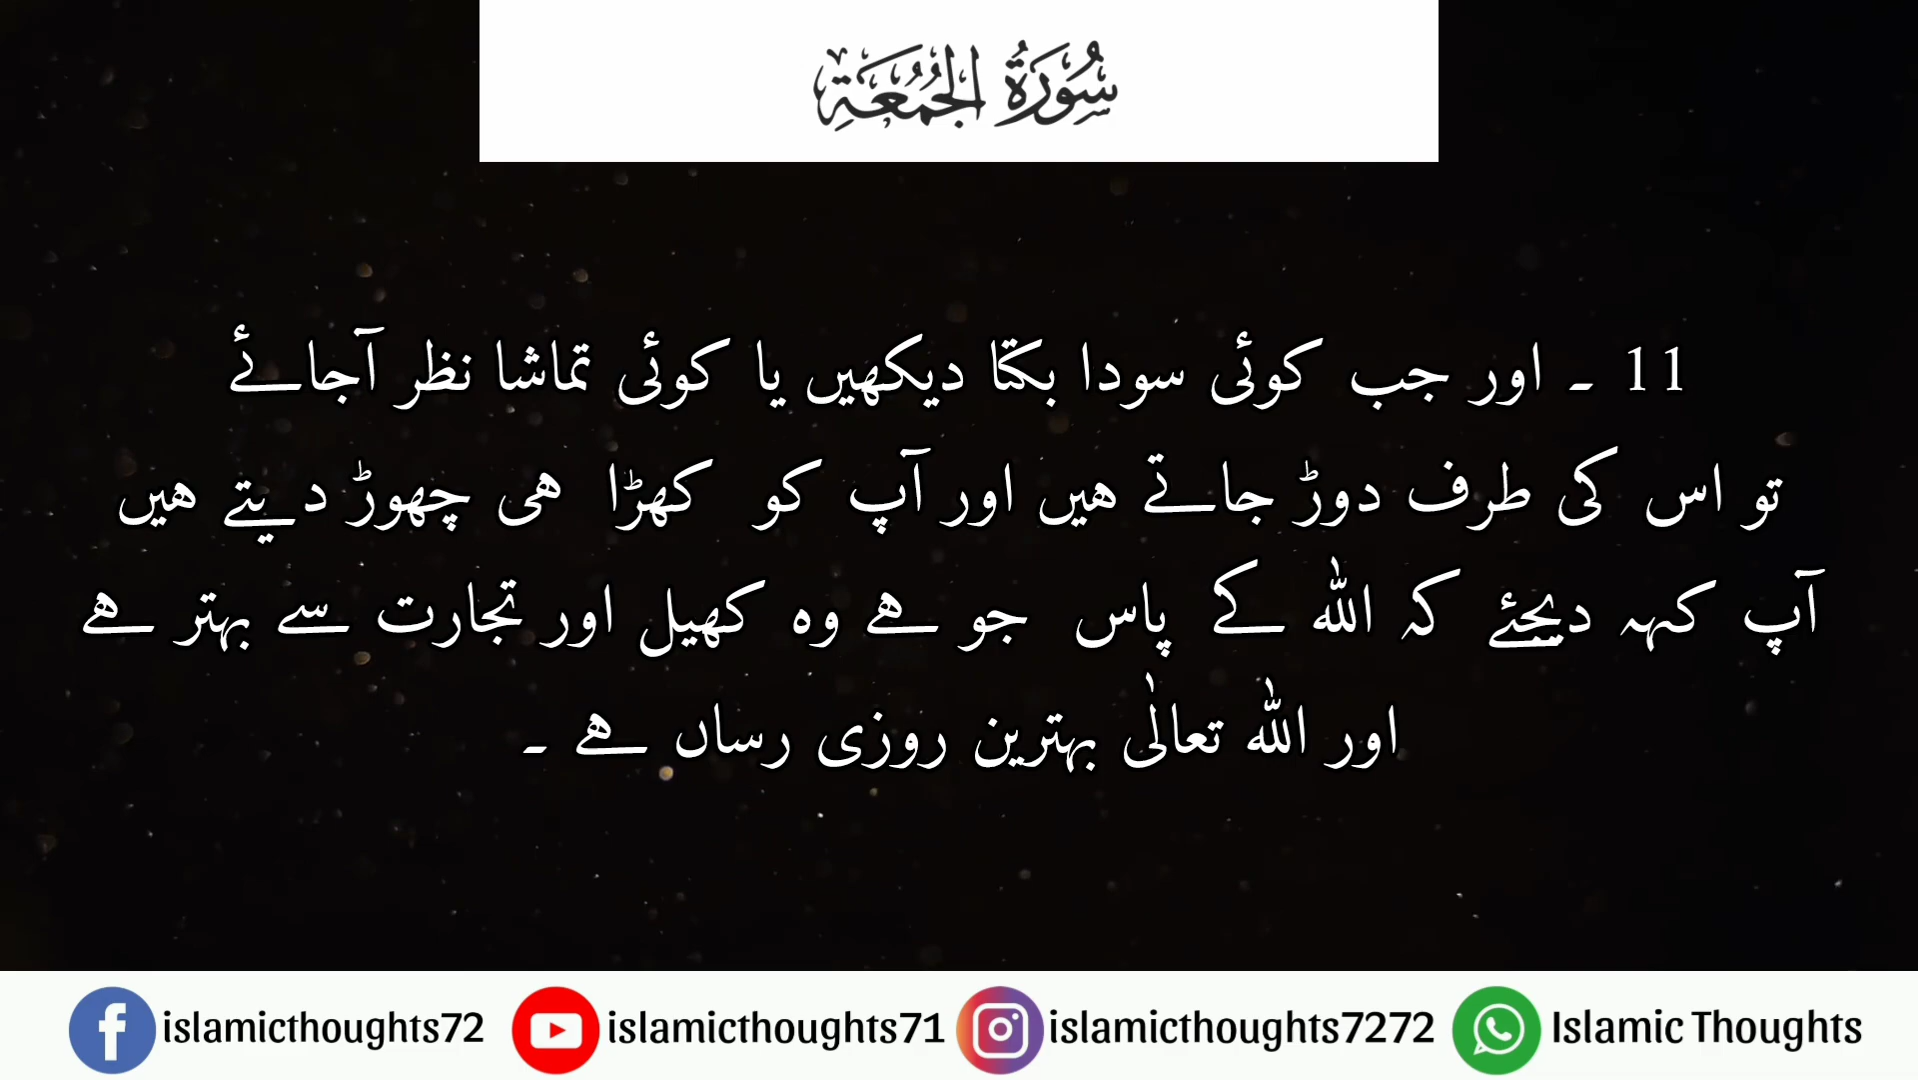 سُورَةُ الجُمُعَةِ
11 ۔ اور جب کوئی سودا بکتا دیکھیں یا کوئی تماشا نظر آجائے
تو اس کی طرف دوڑ جاتے ہیں اور آپ کو کھڑا ہی چھوڑ دیتے ہیں
آپ کہہ دیجئے کہ اللہ کے پاس جو ہے وہ کھیل اور تجارت سے بہتر ہے
اور اللہ تعالٰی بہترین روزی رساں ہے ۔
islamicthoughts72 islamicthoughts71 islamicthoughts7272 Islamic Thoughts